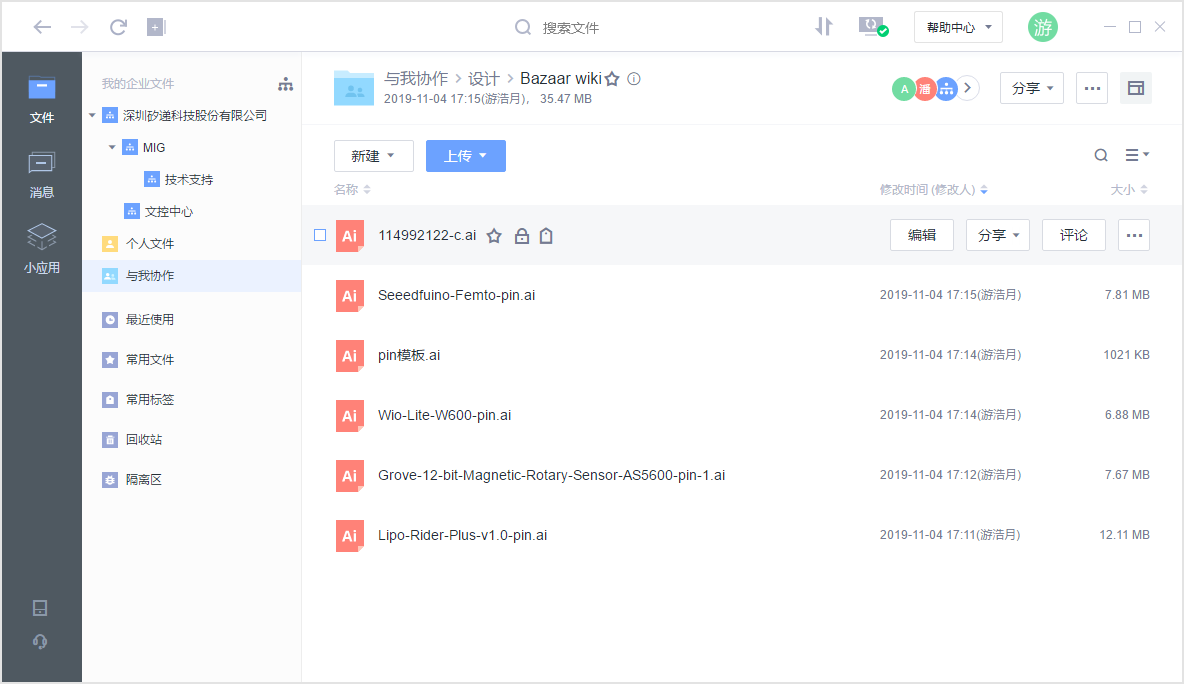 搜索文件
帮助中心
游
文件
消息
小应用
我的企业文件
深圳矽递科技股份有限公司
MIG
技术支持
文控中心
个人文件
与我协作
最近使用
常用文件
常用标签
回收站
隔离区
与我协作 > 设计 > Bazaar wiki
2019-11-04 17:15(游浩月), 35.47 MB
A 潘
分享
新建 上传
名称 修改时间 (修改人) 大小
Ai 114992122-c.ai 编辑 分享 评论
Ai Seeedfuino-Femto-pin.ai 2019-11-04 17:15(游浩月) 7.81 MB
Ai pin模板.ai 2019-11-04 17:14(游浩月) 1021 KB
Ai Wio-Lite-W600-pin.ai 2019-11-04 17:14(游浩月) 6.88 MB
Ai Grove-12-bit-Magnetic-Rotary-Sensor-AS5600-pin-1.ai 2019-11-04 17:12(游浩月) 7.67 MB
Ai Lipo-Rider-Plus-v1.0-pin.ai 2019-11-04 17:11(游浩月) 12.11 MB